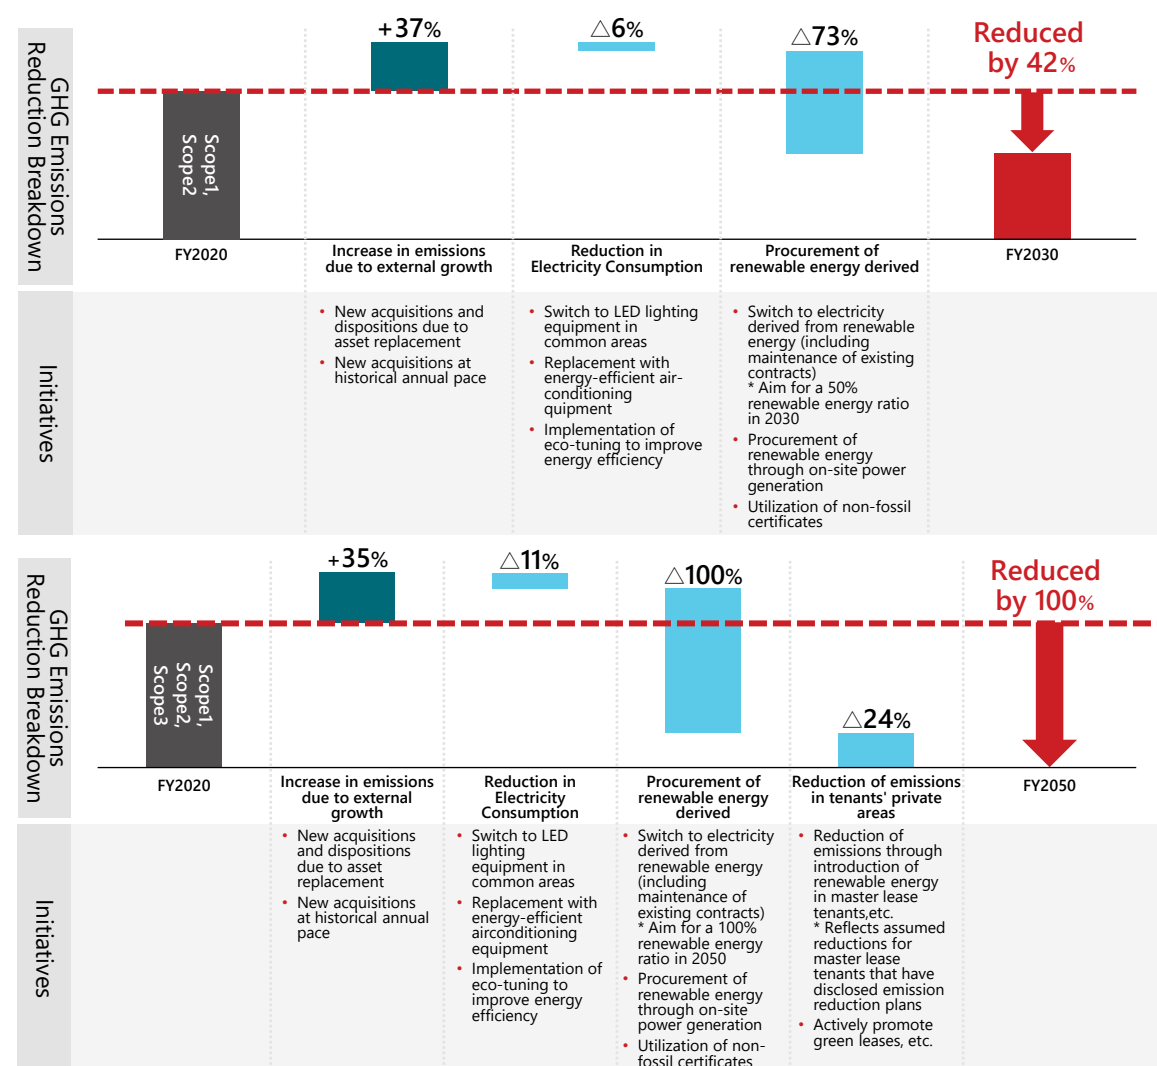 GHG Emissions
Reduction Breakdown
+37%
△6%
△73%
Reduced
by 42%
Scope1,
Scope2
FY2020
Increase in emissions
due to external growth
Reduction in
Electricity Consumption
Procurement of
renewable energy derived
FY2030
Initiatives
• New acquisitions and
dispositions due to
asset replacement
• New acquisitions at
historical annual pace
• Switch to LED lighting
equipment in
common areas
• Replacement with
energy-efficient air-
conditioning
quipment
• Implementation of
eco-tuning to improve
energy efficiency
• Switch to electricity
derived from renewable
energy (including
maintenance of existing
contracts)
* Aim for a 50%
renewable energy ratio
in 2030
• Procurement of
renewable energy
through on-site power
generation
• Utilization of non-fossil
certificates
GHG Emissions
Reduction Breakdown
+35%
△11%
△100%
△24%
Reduced
by 100%
Scope1,
Scope2,
Scope3
FY2020
Increase in emissions
due to external
growth
Reduction in
Electricity
Consumption
Procurement of
renewable energy
derived
Reduction of emissions
in tenants' private
areas
FY2050
Initiatives
• New acquisitions
and dispositions
due to asset
replacement
• New acquisitions
at historical annual
pace
• Switch to LED
lighting
equipment in
common areas
• Replacement with
energy-efficient
airconditioning
equipment
• Implementation of
eco-tuning to
improve energy
efficiency
• Switch to electricity
derived from
renewable energy
(including
maintenance of
existing contracts)
* Aim for a 100%
renewable energy
ratio in 2050
• Procurement of
renewable energy
through on-site
power generation
• Utilization of non-
fossil certificates
• Reduction of
emissions through
introduction of
renewable energy
in master lease
tenants,etc.
* Reflects assumed
reductions for
master lease
tenants that have
disclosed emission
reduction plans
• Actively promote
green leases, etc.